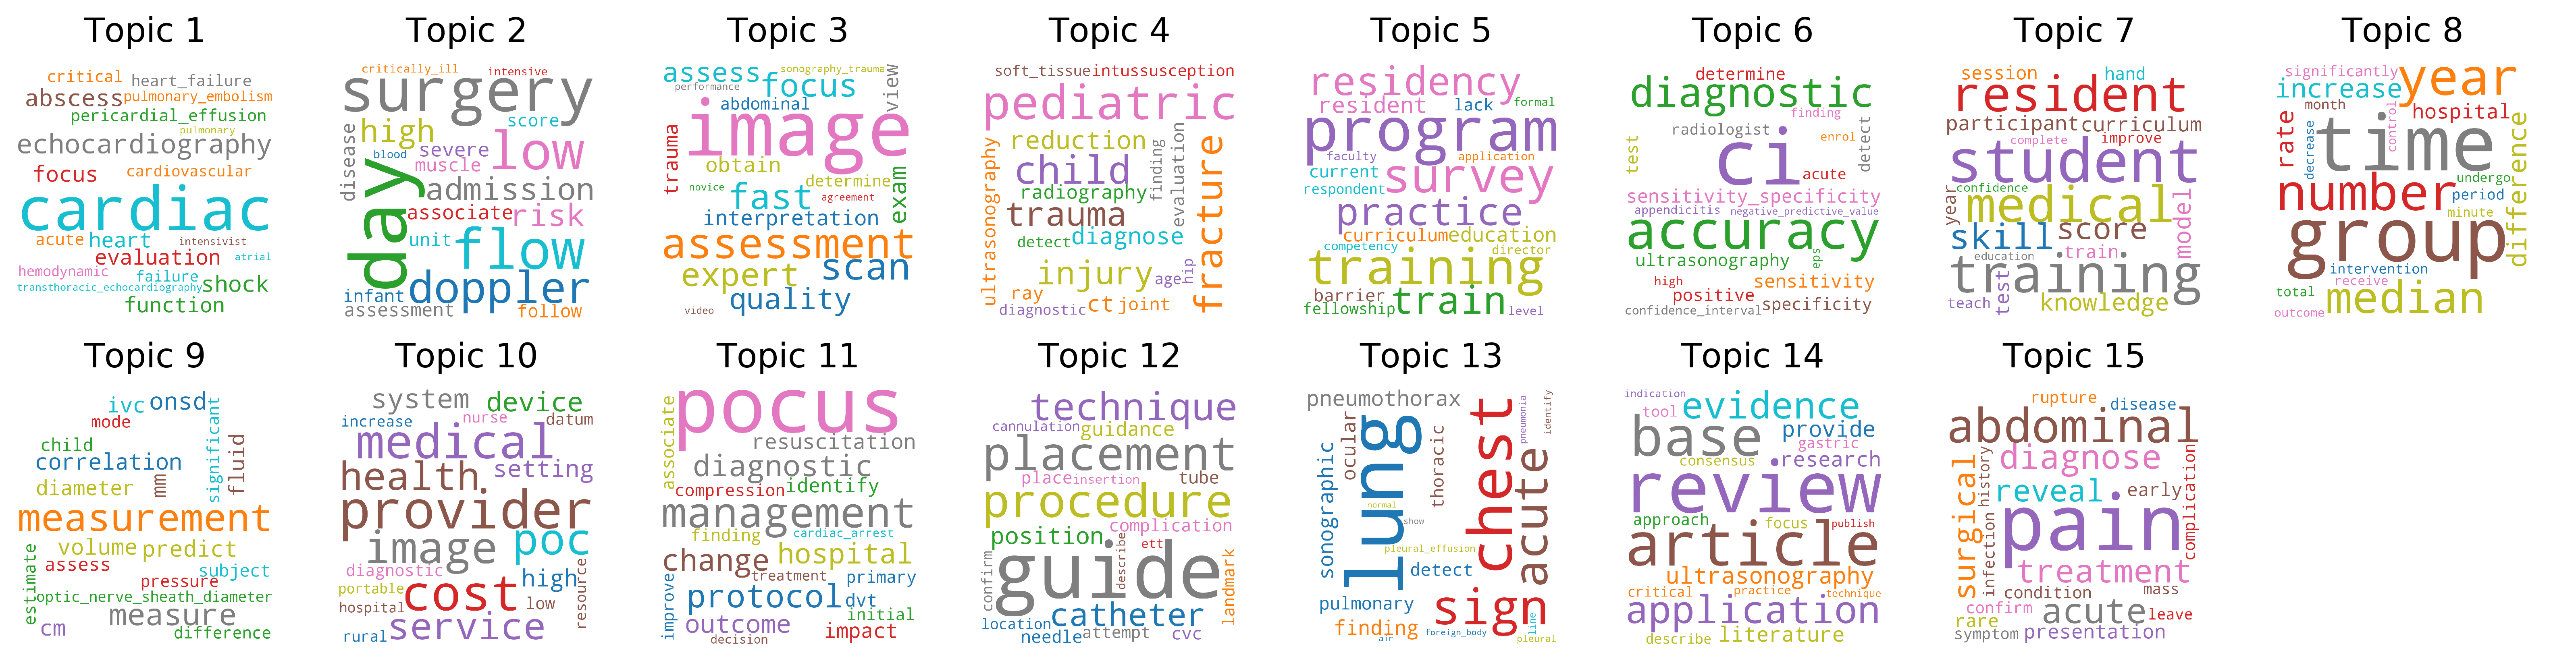 Topic 1
critical heart_failure
abscess pulmonary_embolism
pericardial_effusion
pulmonary
echocardiography
focus cardiovascular
cardiac
acute heart intensivist
evaluation atrial
hemodynamic failure
transthoracic_echocardiography shock
function
Topic 2
critically_ill intensive
surgery
score
high
disease
blood severe low
muscle
day admission
associate risk
unit flow
infant doppler
assessment follow
Topic 3
assess sonography_trauma
performance focus view
abdominal
image
trauma
obtain
novice fast determine exam
agreement
interpretation
assessment
expert scan
quality
video
Topic 4
soft_tissue intussusception
pediatric
reduction
child finding evaluation
ultrasonography radiography fracture
trauma
detect diagnose
injury age hip
ray
diagnostic ct joint
Topic 5
residency
resident lack formal
program
faculty application
current survey
respondent
practice
curriculum education
competency director
training
barrier train
fellowship level
Topic 6
determine
diagnostic
finding
radiologist enrol detect
test ci
acute
sensitivity_specificity
appendicitis negative_predictive_value
accuracy
ultrasonography eps
high sensitivity
positive specificity
confidence_interval
Topic 7
session hand
resident
participant curriculum
complete improve
student
confidence
year medical model
skill score
education train
training
teach test knowledge
Topic 8
significantly year
increase
month hospital
rate decrease time control difference
undergo
number period
minute
group
intervention
receive
total median
outcome
Topic 9
ivc onsd
mode significant
child fluid
correlation
diameter mm
measurement
estimate volume predict
assess subject
pressure
optic_nerve_sheath_diameter
measure
cm difference
Topic 10
system device
increase nurse datum
medical
health setting
provider
image poc
diagnostic high
portable cost resource
hospital low
rural service
Topic 11
pocus
associate resuscitation
diagnostic
compression identify
management
finding cardiac_arrest
change hospital
treatment primary
improve protocol dvt
initial
outcome impact
decision
Topic 12
technique
cannulation guidance
placement
place insertion tube
procedure
position complication
ett
confirm guide describe landmark
catheter
location needle attempt cvc
Topic 13
pneumothorax
ocular lung chest pneumonia identify
sonographic thoracic acute
normal
show
pleural_effusion
detect
pulmonary sign line
finding foreign_body
air pleural
Topic 14
indication
tool evidence
base provide
gastric
consensus research
review
approach focus publish
article
ultrasonography
critical practice technique
application
describe literature
Topic 15
rupture disease
abdominal
history diagnose
surgical reveal early complication
pain
infection
treatment
condition mass
confirm acute leave
rare
symptom presentation